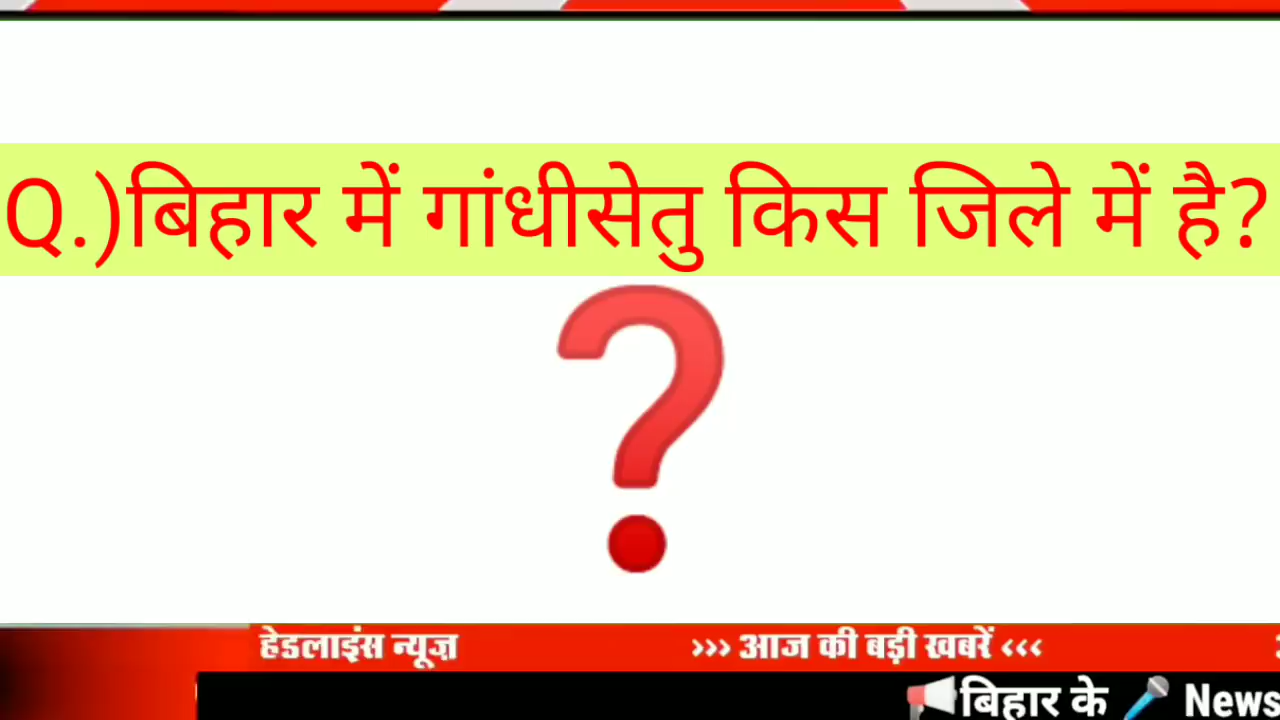 Q.)बिहार में गांधीसेतु किस जिले में है?
❓
हेडलाइंस न्यूज़ >>> आज की बड़ी खबरें <<<
📢बिहार के 🎤 News